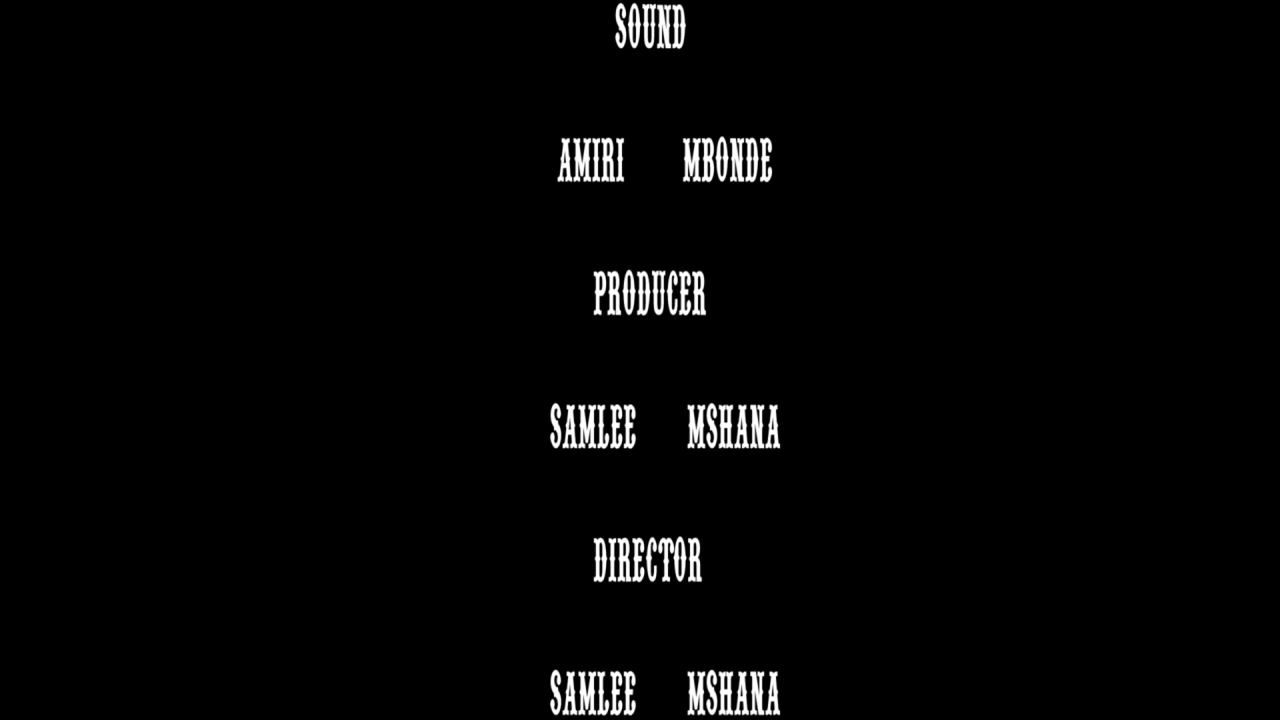 SOUND
AMIRI MBONDE
PRODUCER
SAMLEE MSHANA
DIRECTOR
SAMLEE MSHANA